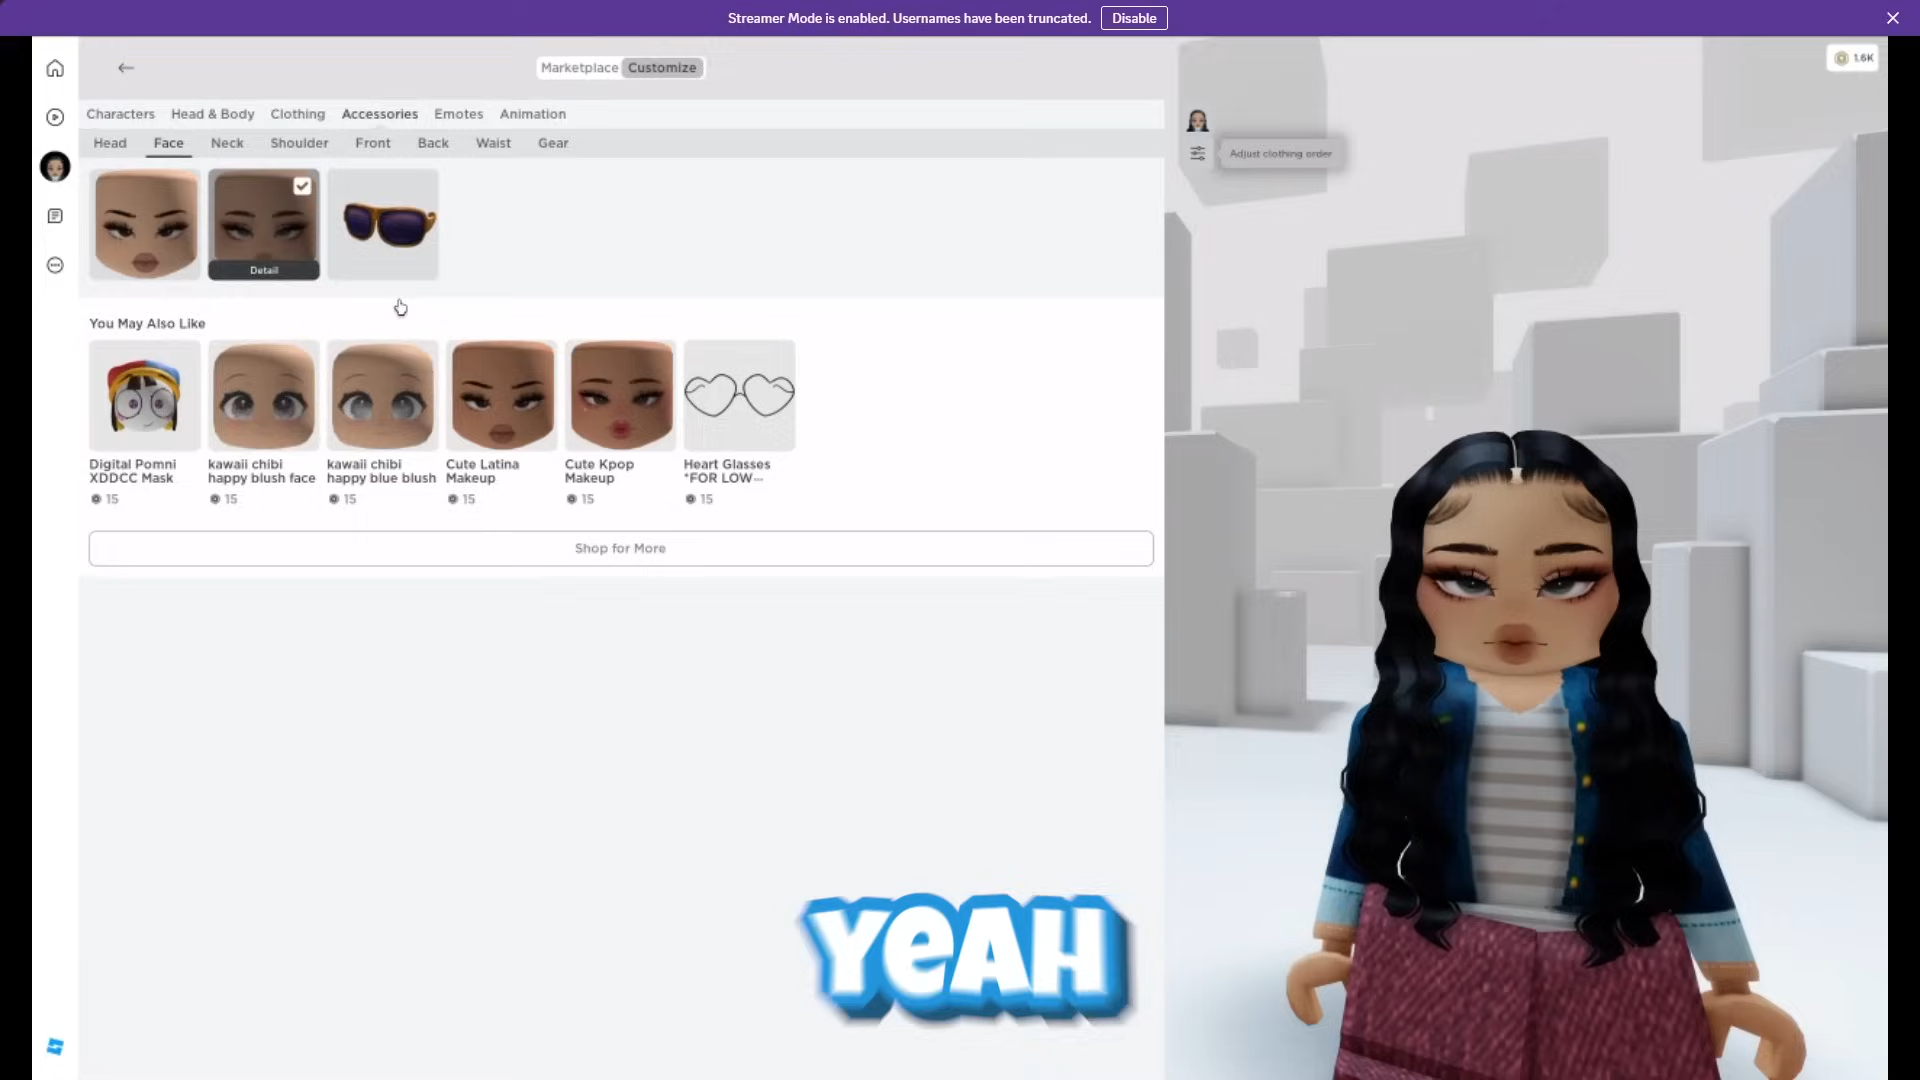 Streamer Mode is enabled. Usernames have been truncated. Disable
1.6K
Marketplace Customize
Characters Head & Body Clothing Accessories Emotes Animation
Head Face Neck Shoulder Front Back Waist Gear
Adjust clothing order
Detail
You May Also Like
Digital Pomni
XDDCC Mask
15
kawaii chibi
happy blush face
15
kawaii chibi
happy blue blush
15
Cute Latina
Makeup
15
Cute Kpop
Makeup
15
Heart Glasses
*FOR LOW...
15
Shop for More
YEAH